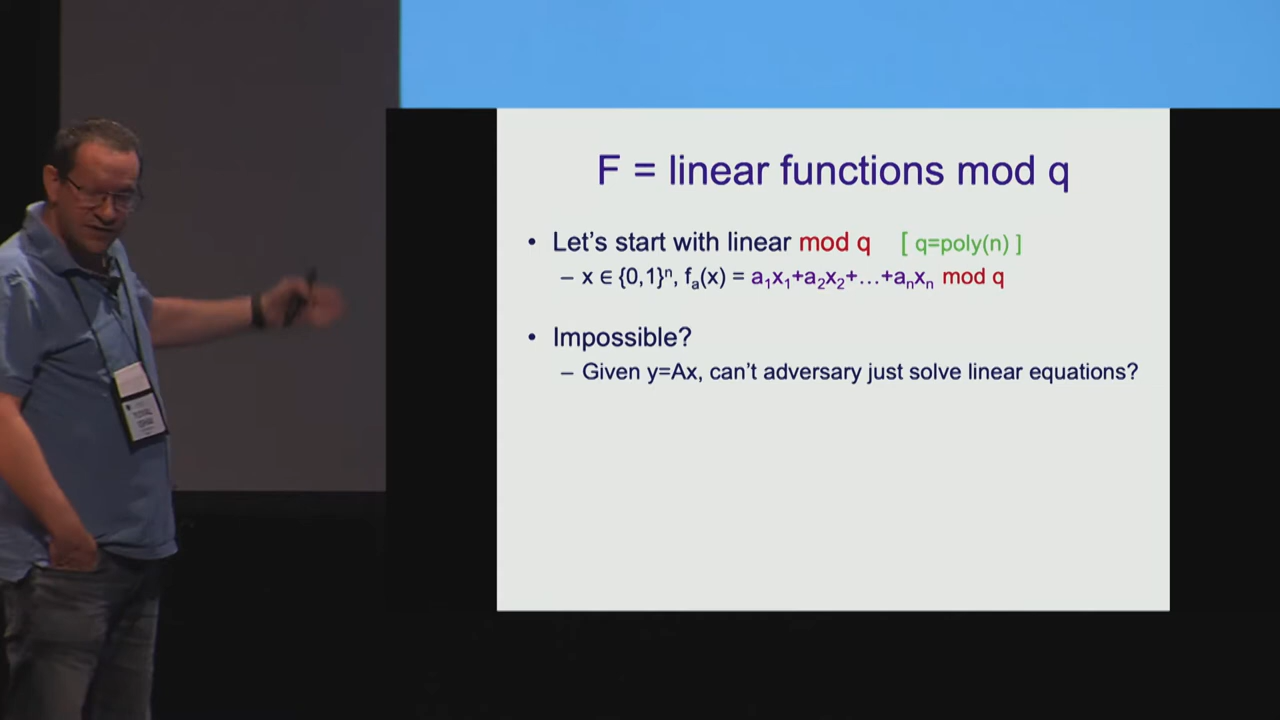 F = linear functions mod q
• Let's start with linear mod q [ q=poly(n) ]
– x ∈ {0,1}ⁿ, fₐ(x) = a₁x₁+a₂x₂+…+aₙxₙ mod q
• Impossible?
– Given y=Ax, can't adversary just solve linear equations?